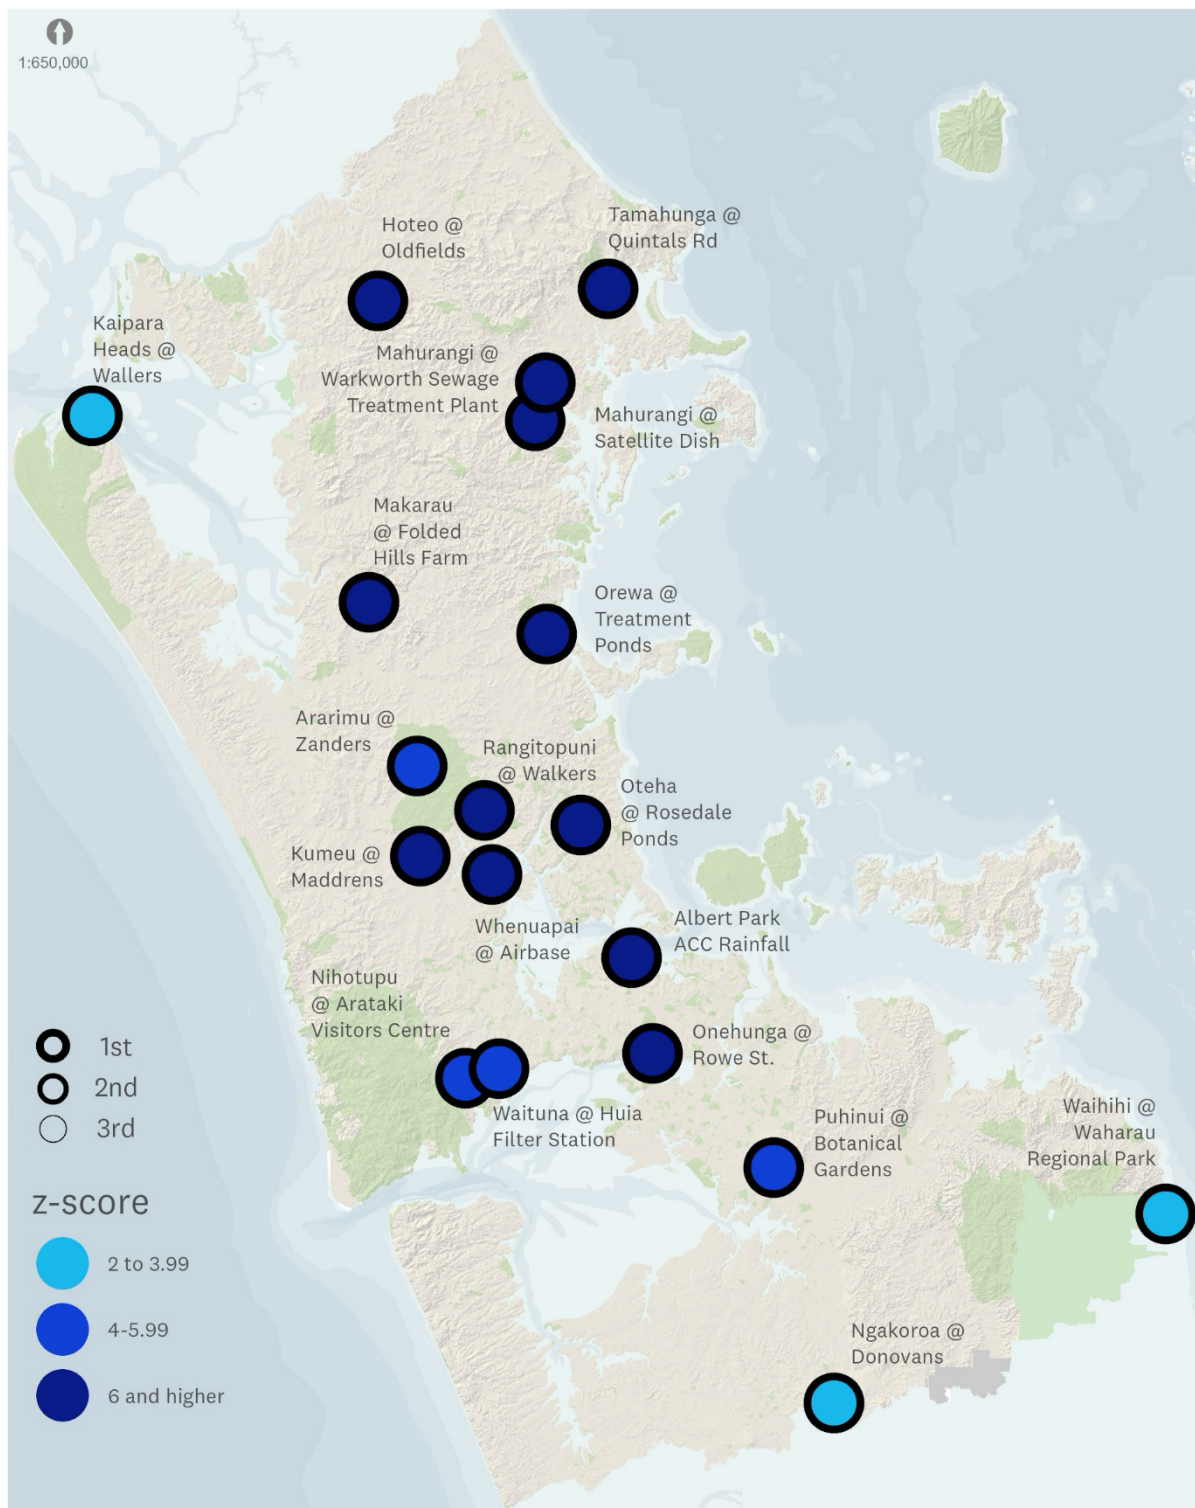 1:650,000
Hoteo @
Oldfields
Tamahunga @
Quintals Rd
Kaipara
Heads @
Wallers
Mahurangi @
Warkworth Sewage
Treatment Plant
Mahurangi @
Satellite Dish
Makarau
@ Folded
Hills Farm
Orewa @
Treatment
Ponds
Ararimu @
Zanders
Rangitopuni
@ Walkers
Oteha
@ Rosedale
Ponds
Kumeu @
Maddrens
Whenuapai
@ Airbase
Albert Park
ACC Rainfall
Nihotupu
@ Arataki
Visitors Centre
Onehunga @
Rowe St.
Waituna @ Huia
Filter Station
Puhinui @
Botanical
Gardens
Waihihi @
Waharau
Regional Park
Ngakoroa @
Donovans
1st
2nd
3rd
z-score
2 to 3.99
4-5.99
6 and higher